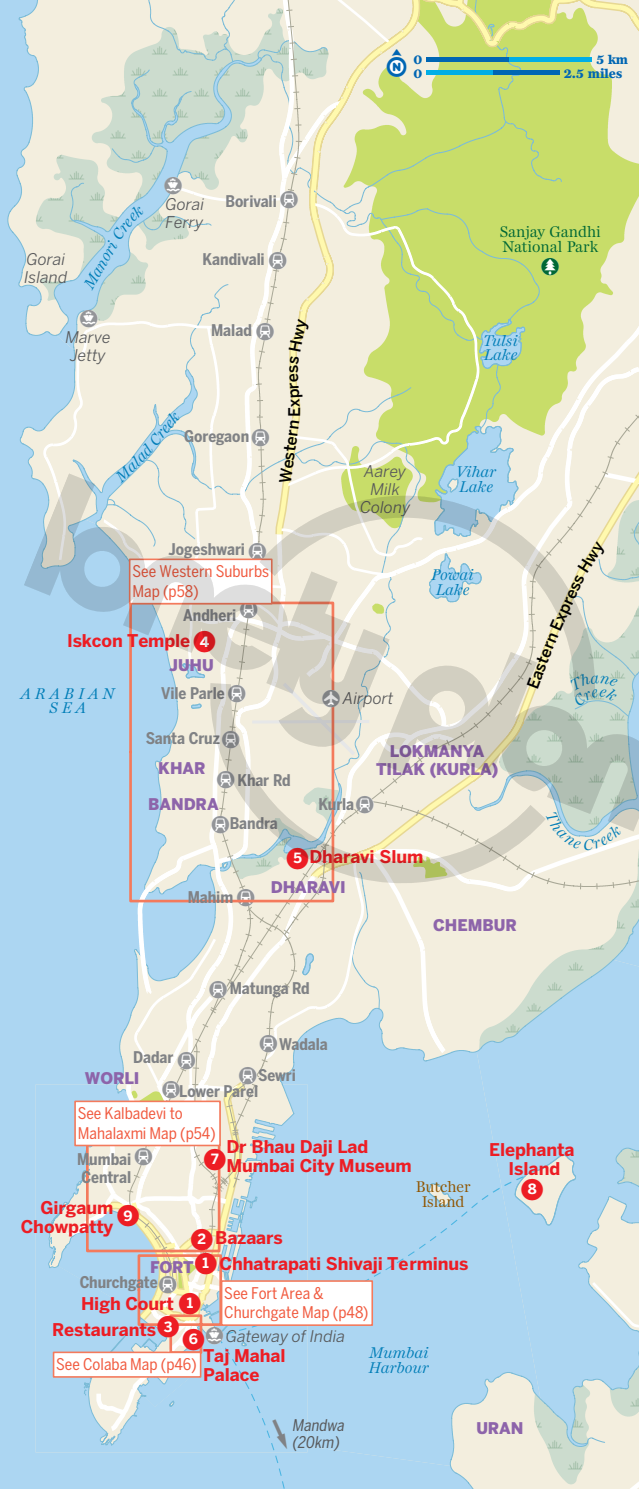 N
0
5 km
0
2.5 miles
Borivali
Gorai
Ferry
Sanjay Gandhi
National Park
Manori Creek
Gorai
Island
Kandivali
Marve
Jetty
Malad
Western Express Hwy
Tulsi
Lake
Malad Creek
Goregaon
Aarey
Milk
Colony
Vihar
Lake
Jogeshwari
See Western Suburbs
Map (p58)
Powai
Lake
Eastern Express Hwy
Andheri
Iskcon Temple 4
JUHU
ARABIAN
SEA
Vile Parle
Airport
Thane
Creek
Santa Cruz
LOKMANYA
TILAK (KURLA)
KHAR
Khar Rd
BANDRA
Kurla
Bandra
Thane Creek
5 Dharavi Slum
DHARAVI
Mahim
CHEMBUR
Matunga Rd
Wadala
Dadar
WORLI
Sewri
Lower Parel
See Kalbadevi to
Mahalaxmi Map (p54)
Mumbai
Central
7 Dr Bhau Daji Lad
Mumbai City Museum
Elephanta
Island
8
Butcher
Island
Girgaum
Chowpatty
9
2 Bazaars
FORT
1 Chhatrapati Shivaji Terminus
Churchgate
See Fort Area &
Churchgate Map (p48)
High Court 1
Restaurants 3
6
Gateway of India
See Colaba Map (p46)
Taj Mahal
Palace
Mumbai
Harbour
Mandwa
(20km)
URAN